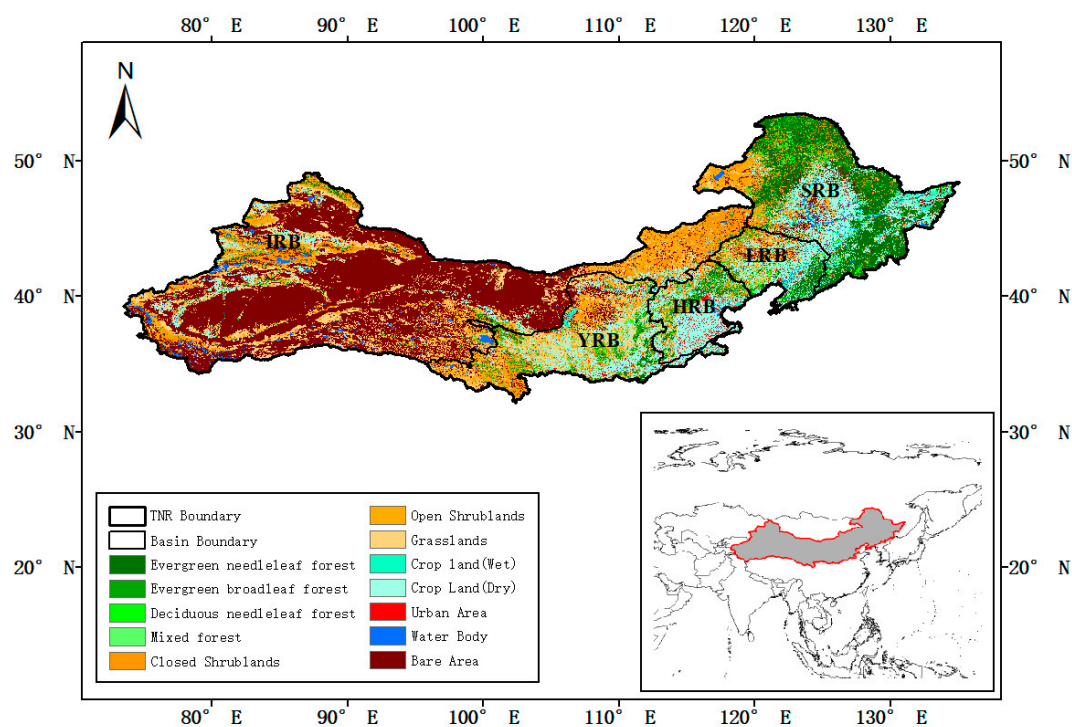 80° E 90° E 100° E 110° E 120° E 130° E
N
50° N 50° N
SRB
IRB
LRB
40° N 40° N
HRB
YRB
30° N 30° N
TNR Boundary
Basin Boundary
Evergreen needleleaf forest
Evergreen broadleaf forest
Deciduous needleleaf forest
Mixed forest
Closed Shrublands
Open Shrublands
Grasslands
Crop land(Wet)
Crop Land(Dry)
Urban Area
Water Body
Bare Area
20° N 20° N
80° E 90° E 100° E 110° E 120° E 130° E